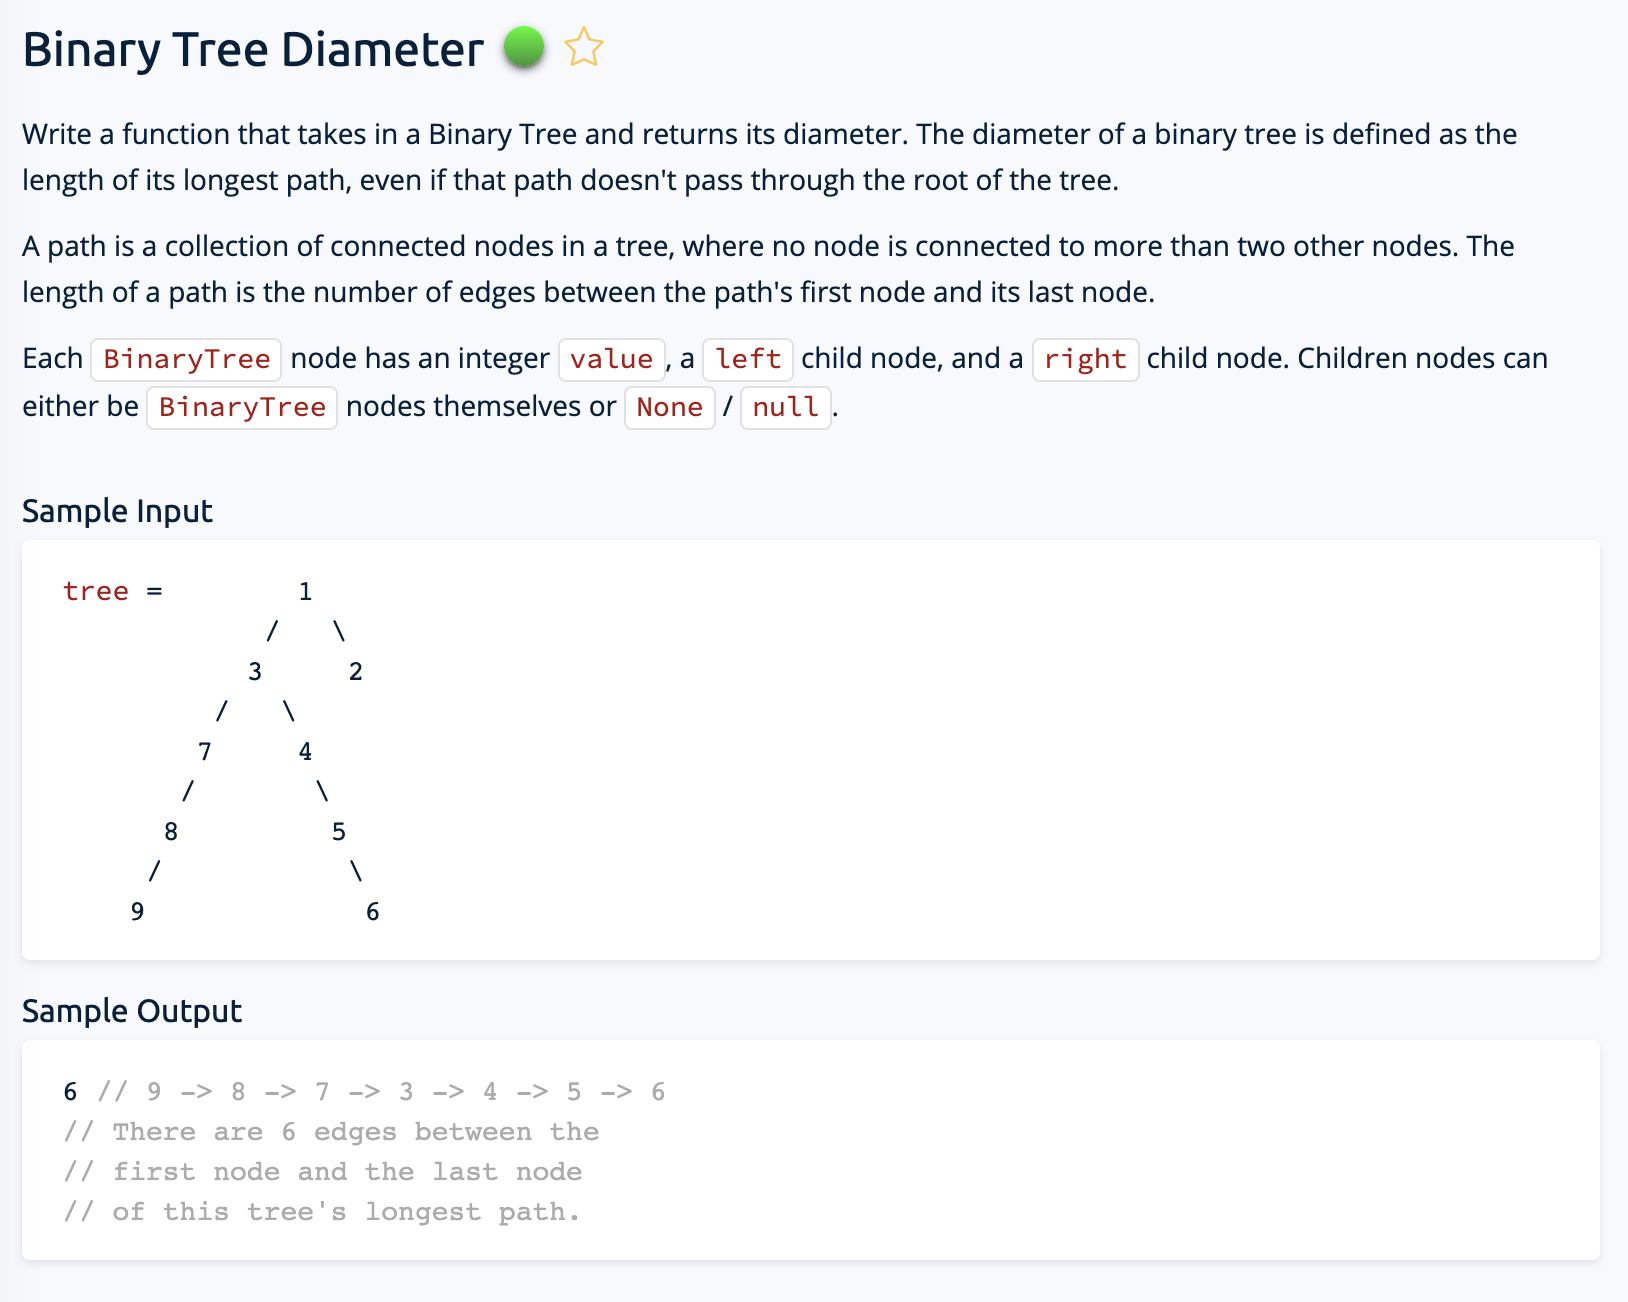 Binary Tree Diameter
Write a function that takes in a Binary Tree and returns its diameter. The diameter of a binary tree is defined as the
length of its longest path, even if that path doesn't pass through the root of the tree.
A path is a collection of connected nodes in a tree, where no node is connected to more than two other nodes. The
length of a path is the number of edges between the path's first node and its last node.
Each BinaryTree node has an integer value, a left child node, and a right child node. Children nodes can
either be BinaryTree nodes themselves or None / null.
Sample Input
tree =        1
            /   \
           3     2
         /   \
        7     4
       /       \
      8         5
     /           \
    9             6
Sample Output
6 // 9 -> 8 -> 7 -> 3 -> 4 -> 5 -> 6
// There are 6 edges between the
// first node and the last node
// of this tree's longest path.